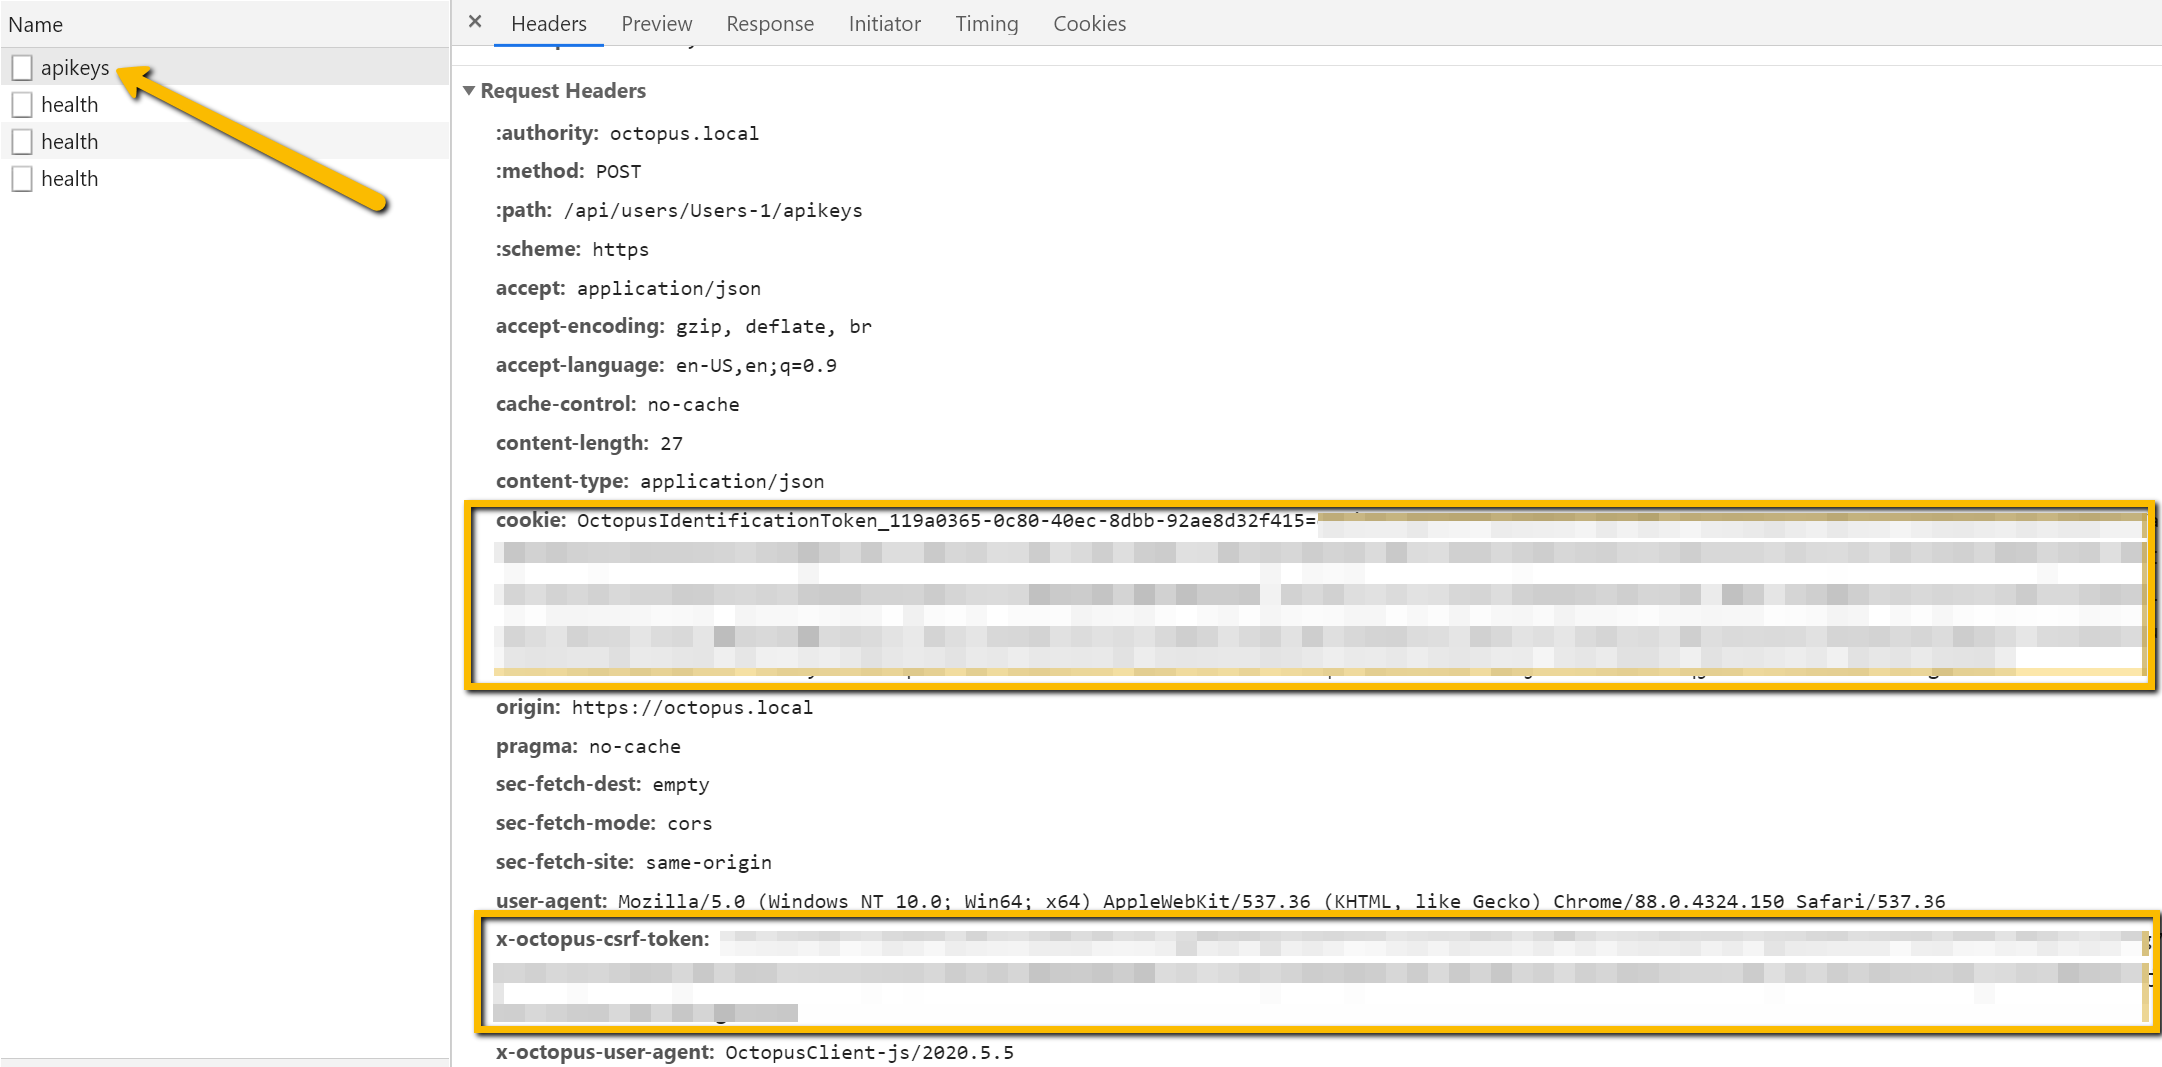 Name
apikeys
health
health
health
× Headers Preview Response Initiator Timing Cookies
Request Headers
:authority: octopus.local
:method: POST
:path: /api/users/Users-1/apikeys
:scheme: https
accept: application/json
accept-encoding: gzip, deflate, br
accept-language: en-US,en;q=0.9
cache-control: no-cache
content-length: 27
content-type: application/json
cookie: OctopusIdentificationToken_119a0365-0c80-40ec-8dbb-92ae8d32f415=
origin: https://octopus.local
pragma: no-cache
sec-fetch-dest: empty
sec-fetch-mode: cors
sec-fetch-site: same-origin
user-agent: Mozilla/5.0 (Windows NT 10.0; Win64; x64) AppleWebKit/537.36 (KHTML, like Gecko) Chrome/88.0.4324.150 Safari/537.36
x-octopus-csrf-token:
x-octopus-user-agent: OctopusClient-js/2020.5.5